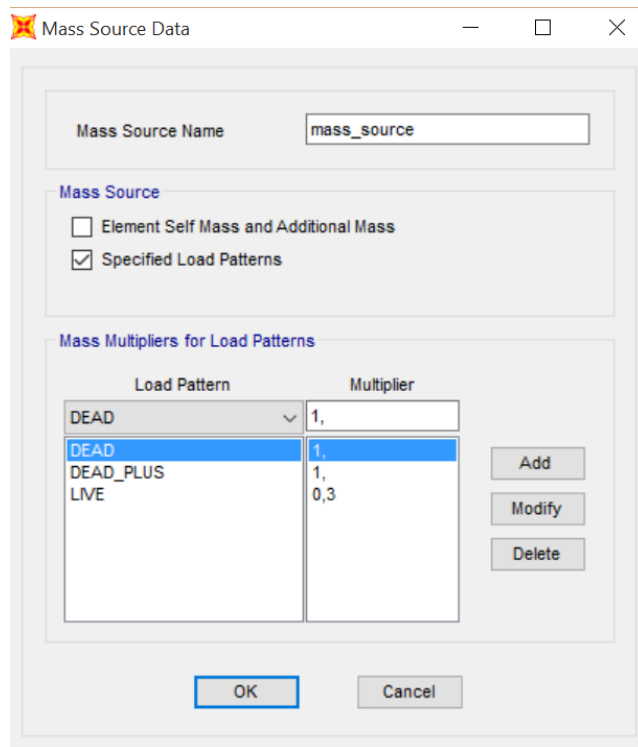 Mass Source Data
Mass Source Name mass_source
Mass Source
Element Self Mass and Additional Mass
Specified Load Patterns
Mass Multipliers for Load Patterns
Load Pattern Multiplier
DEAD 1,
DEAD 1,
DEAD_PLUS 1,
LIVE 0,3
Add
Modify
Delete
OK Cancel